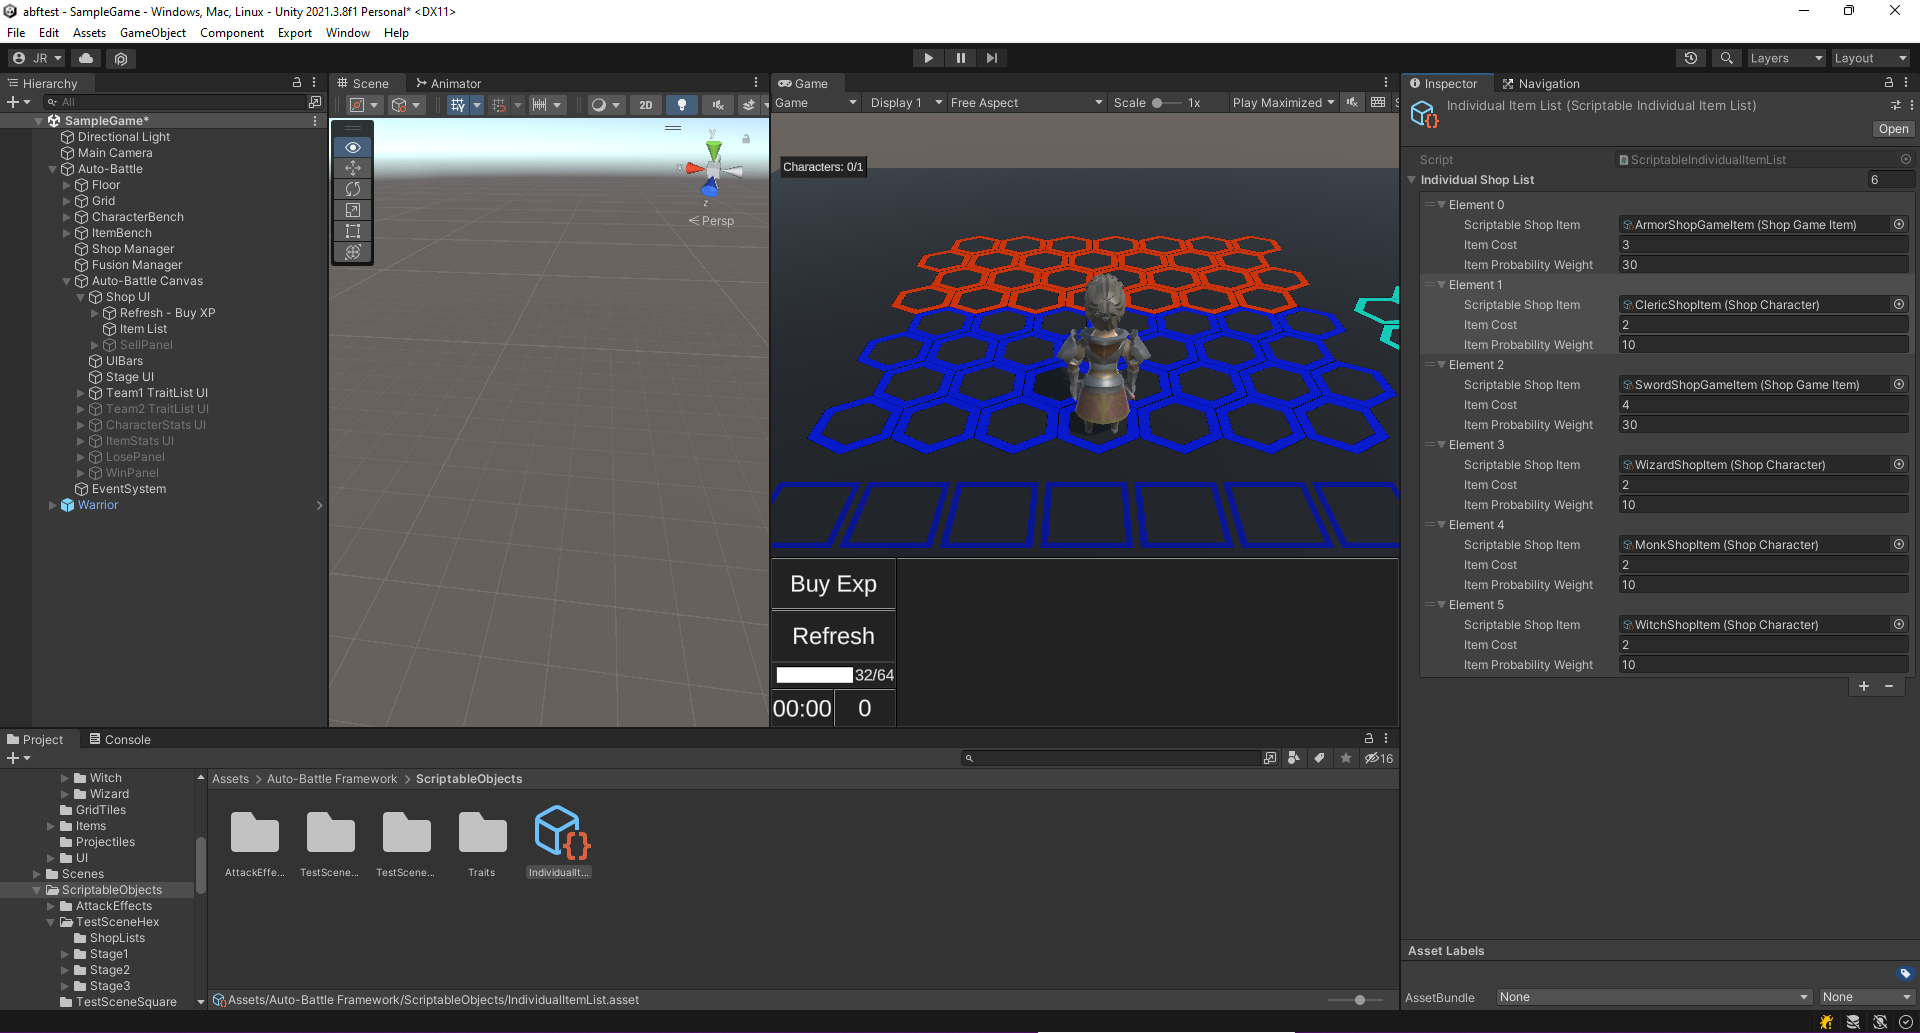 abftest - SampleGame - Windows, Mac, Linux - Unity 2021.3.8f1 Personal* <DX11>
File Edit Assets GameObject Component Export Window Help
JR
Layers
Layout
Hierarchy
All
SampleGame*
Directional Light
Main Camera
Auto-Battle
Floor
Grid
CharacterBench
ItemBench
Shop Manager
Fusion Manager
Auto-Battle Canvas
Shop UI
Refresh - Buy XP
Item List
SellPanel
UIBars
Stage UI
Team1 TraitList UI
Team2 TraitList UI
CharacterStats UI
ItemStats UI
LosePanel
WinPanel
EventSystem
Warrior
Scene Animator
2D
y
x
z
Persp
Game
Game Display 1 Free Aspect Scale 1x Play Maximized S
Characters: 0/1
Buy Exp
Refresh
32/64
00:00 0
Inspector Navigation
Individual Item List (Scriptable Individual Item List)
Open
Script ScriptableIndividualItemList
Individual Shop List 6
Element 0
Scriptable Shop Item ArmorShopGameItem (Shop Game Item)
Item Cost 3
Item Probability Weight 30
Element 1
Scriptable Shop Item ClericShopItem (Shop Character)
Item Cost 2
Item Probability Weight 10
Element 2
Scriptable Shop Item SwordShopGameItem (Shop Game Item)
Item Cost 4
Item Probability Weight 30
Element 3
Scriptable Shop Item WizardShopItem (Shop Character)
Item Cost 2
Item Probability Weight 10
Element 4
Scriptable Shop Item MonkShopItem (Shop Character)
Item Cost 2
Item Probability Weight 10
Element 5
Scriptable Shop Item WitchShopItem (Shop Character)
Item Cost 2
Item Probability Weight 10
Asset Labels
AssetBundle None None
Project Console
16
Witch
Wizard
GridTiles
Items
Projectiles
UI
Scenes
ScriptableObjects
AttackEffects
TestSceneHex
ShopLists
Stage1
Stage2
Stage3
TestSceneSquare
Assets > Auto-Battle Framework > ScriptableObjects
AttackEffe... TestScene... TestScene... Traits IndividualIt...
Assets/Auto-Battle Framework/ScriptableObjects/IndividualItemList.asset